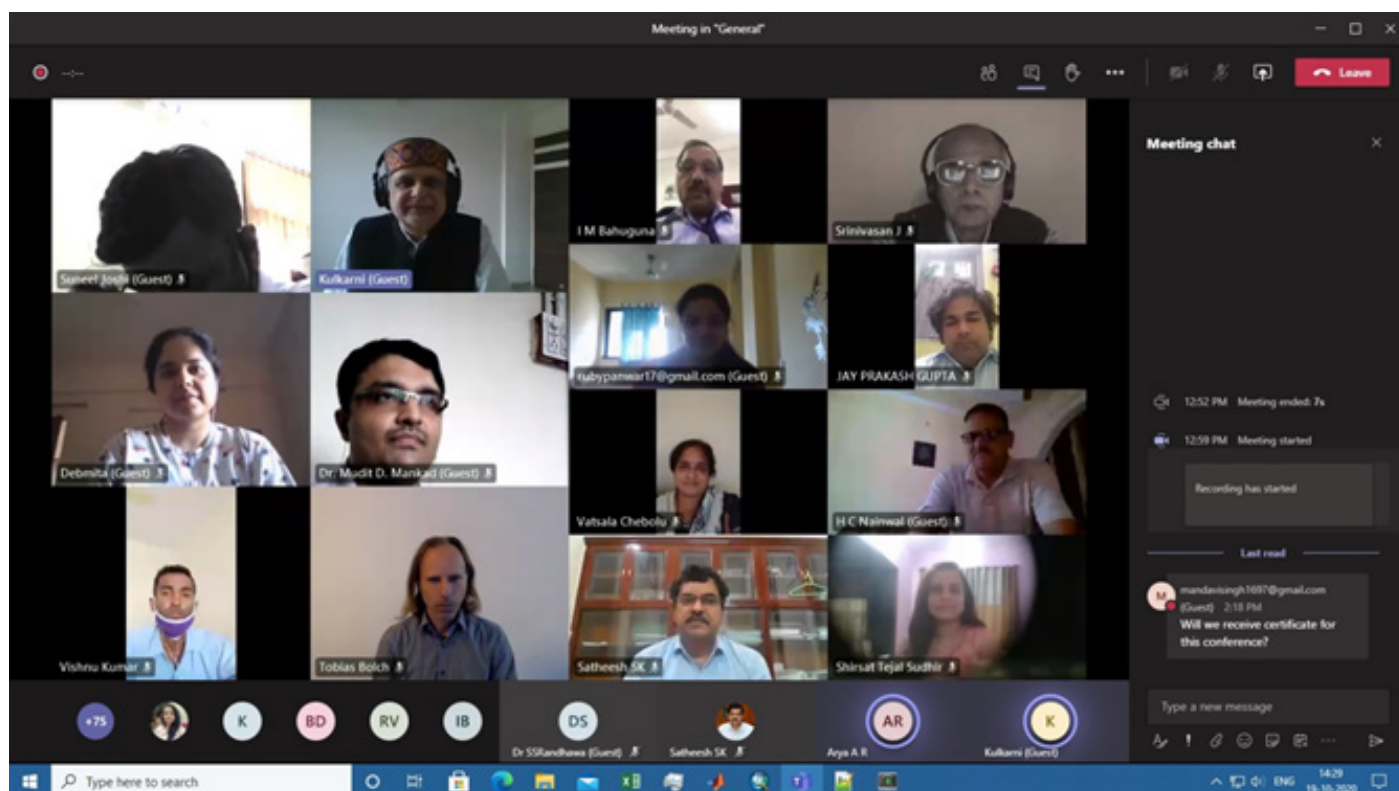 Meeting in "General"
--:--
Leave
Suneel Joshi (Guest)
Kulkarni (Guest)
I M Bahuguna
Srinivasan J
rubypanwar17@gmail.com (Guest)
JAY PRAKASH GUPTA
Debmita (Guest)
Dr. Mudit D. Mankad (Guest)
Vatsala Chebolu
H C Nainwal (Guest)
Vishnu Kumar
Tobias Bolch
Satheesh SK
Shirsat Tejal Sudhir
+75
K
BD
RV
IB
DS
AR
K
Dr SSRandhawa (Guest)
Satheesh SK
Arya A R
Kulkarni (Guest)
Meeting chat
12:52 PM Meeting ended: 7s
12:59 PM Meeting started
Recording has started
Last read
M
mandavisingh1697@gmail.com
(Guest) 2:18 PM
Will we receive certificate for
this conference?
Type a new message
Type here to search
ENG
14:29
19-10-2020